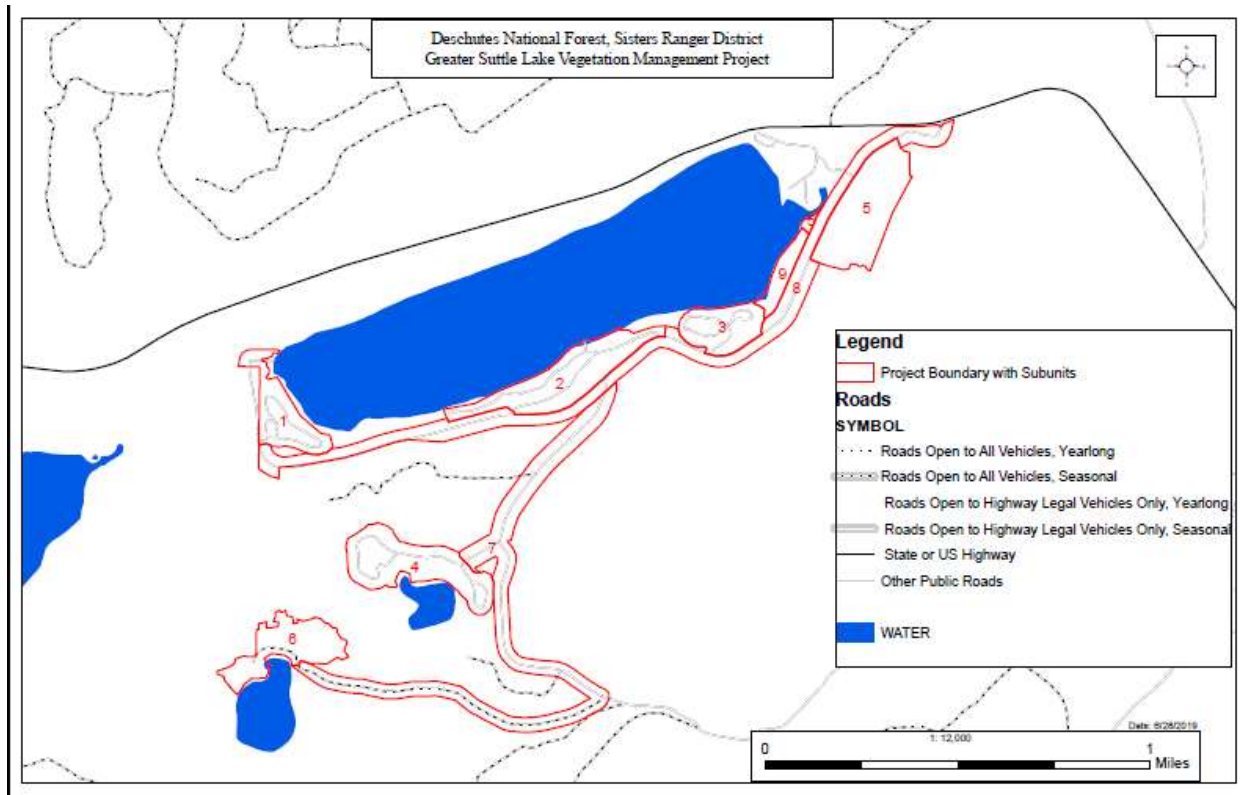 Deschutes National Forest, Sisters Ranger District
Greater Suttle Lake Vegetation Management Project
5
9
8
3
2
1
7
4
6
Legend
Project Boundary with Subunits
Roads
SYMBOL
Roads Open to All Vehicles, Yearlong
Roads Open to All Vehicles, Seasonal
Roads Open to Highway Legal Vehicles Only, Yearlong
Roads Open to Highway Legal Vehicles Only, Seasonal
State or US Highway
Other Public Roads
WATER
Date: 6/28/2019
1: 12,000
0 1
Miles